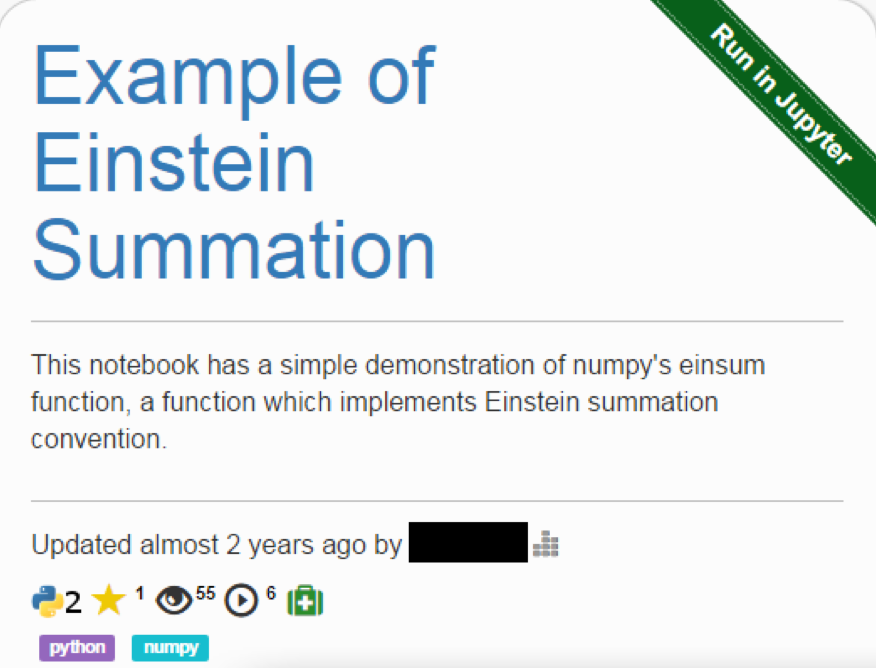 Example of
Einstein
Summation
Run in Jupyter
This notebook has a simple demonstration of numpy's einsum
function, a function which implements Einstein summation
convention.
Updated almost 2 years ago by
2 1 55 6
python numpy